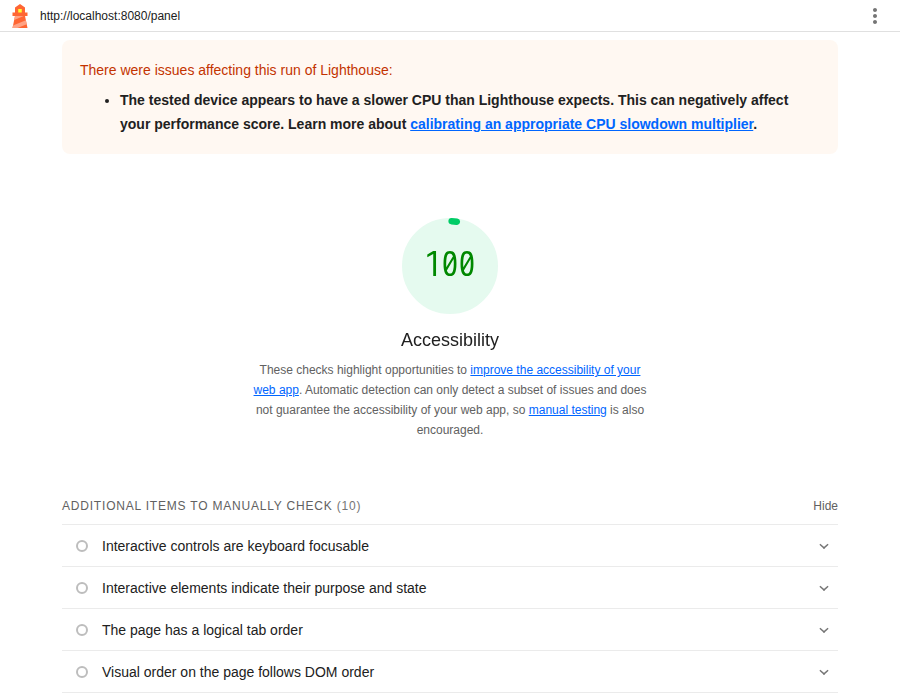 http://localhost:8080/panel
There were issues affecting this run of Lighthouse:
The tested device appears to have a slower CPU than Lighthouse expects. This can negatively affect
your performance score. Learn more about calibrating an appropriate CPU slowdown multiplier.
100
Accessibility
These checks highlight opportunities to improve the accessibility of your
web app. Automatic detection can only detect a subset of issues and does
not guarantee the accessibility of your web app, so manual testing is also
encouraged.
ADDITIONAL ITEMS TO MANUALLY CHECK (10) Hide
Interactive controls are keyboard focusable
Interactive elements indicate their purpose and state
The page has a logical tab order
Visual order on the page follows DOM order